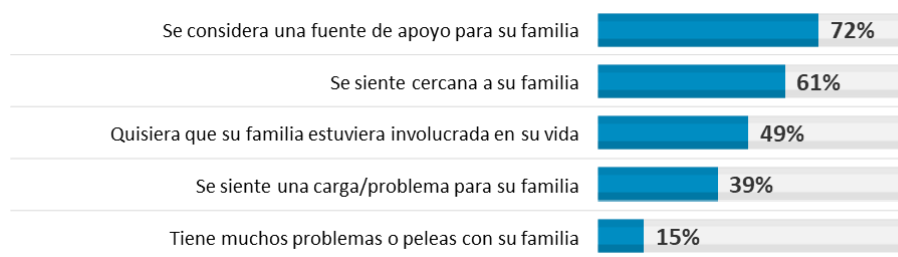 Se considera una fuente de apoyo para su familia 72%
Se siente cercana a su familia 61%
Quisiera que su familia estuviera involucrada en su vida 49%
Se siente una carga/problema para su familia 39%
Tiene muchos problemas o peleas con su familia 15%